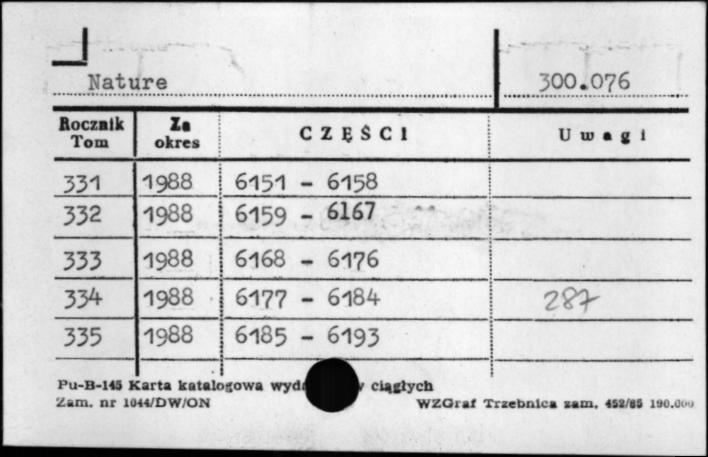 Nature 300.076
Rocznik Tom Za okres CZĘŚCI Uwagi
331 1988 6151 - 6158
332 1988 6159 - 6167
333 1988 6168 - 6176
334 1988 6177 - 6184 287
335 1988 6185 - 6193
Pu-B-145 Karta katalogowa ciągłych
Zam. nr 1044/DW/ON WZGraf Trzebnica zam. 452/85 190.000